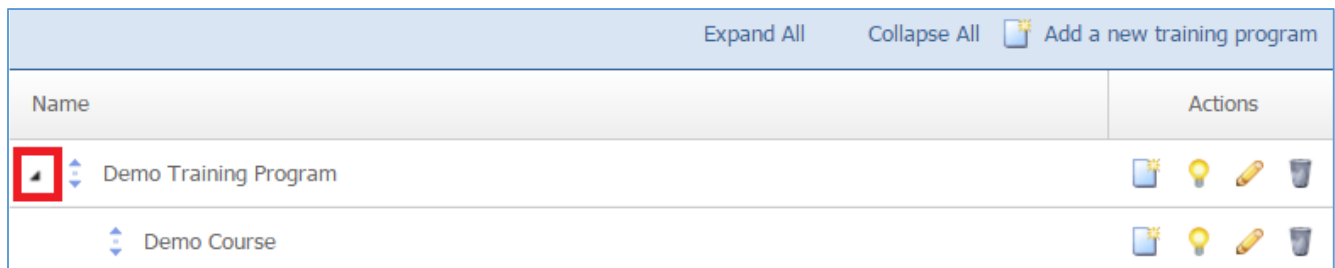 Expand All Collapse All Add a new training program
Name Actions
Demo Training Program
Demo Course